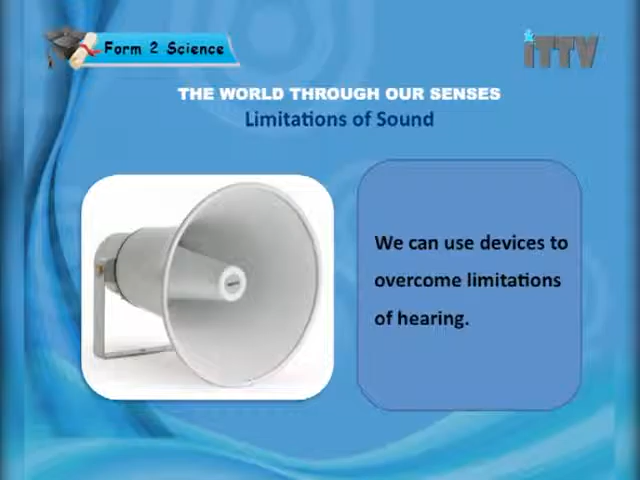 Form 2 Science
iTTV
THE WORLD THROUGH OUR SENSES
Limitations of Sound
We can use devices to
overcome limitations
of hearing.